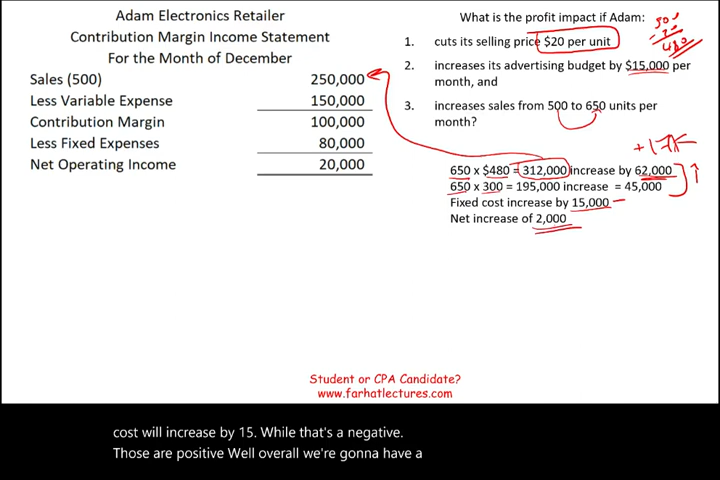 Adam Electronics Retailer
Contribution Margin Income Statement
For the Month of December
Sales (500) 250,000
Less Variable Expense 150,000
Contribution Margin 100,000
Less Fixed Expenses 80,000
Net Operating Income 20,000
What is the profit impact if Adam:
1. cuts its selling price $20 per unit
500
- 20
480
2. increases its advertising budget by $15,000 per
month, and
3. increases sales from 500 to 650 units per
month?
+17K
650 x $480 = 312,000 increase by 62,000
650 x 300 = 195,000 increase = 45,000
Fixed cost increase by 15,000 –
Net increase of 2,000
Student or CPA Candidate?
www.farhatlectures.com
cost will increase by 15. While that's a negative.
Those are positive Well overall we're gonna have a